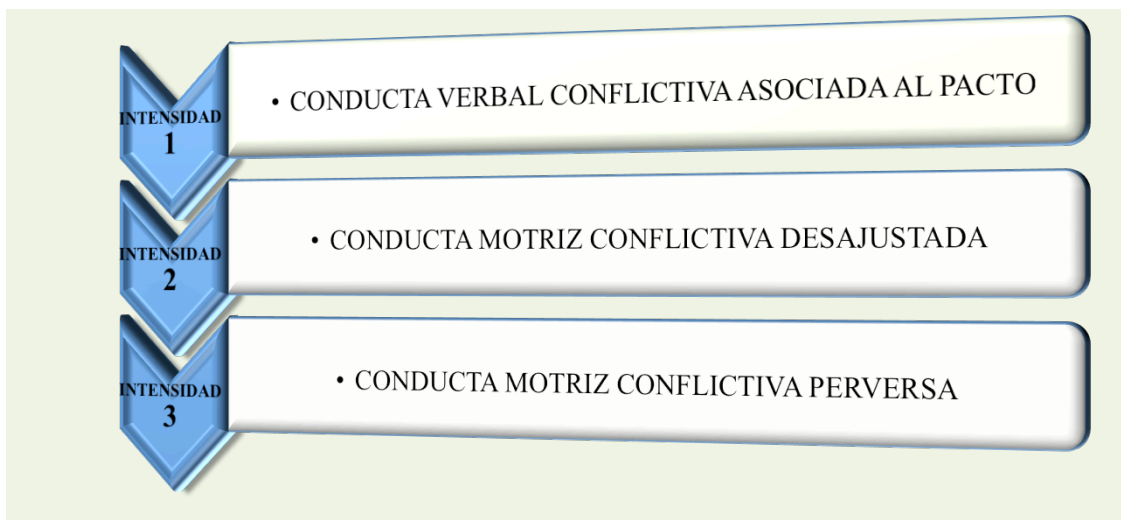 INTENSIDAD
1
• CONDUCTA VERBAL CONFLICTIVA ASOCIADA AL PACTO
INTENSIDAD
2
• CONDUCTA MOTRIZ CONFLICTIVA DESAJUSTADA
INTENSIDAD
3
• CONDUCTA MOTRIZ CONFLICTIVA PERVERSA